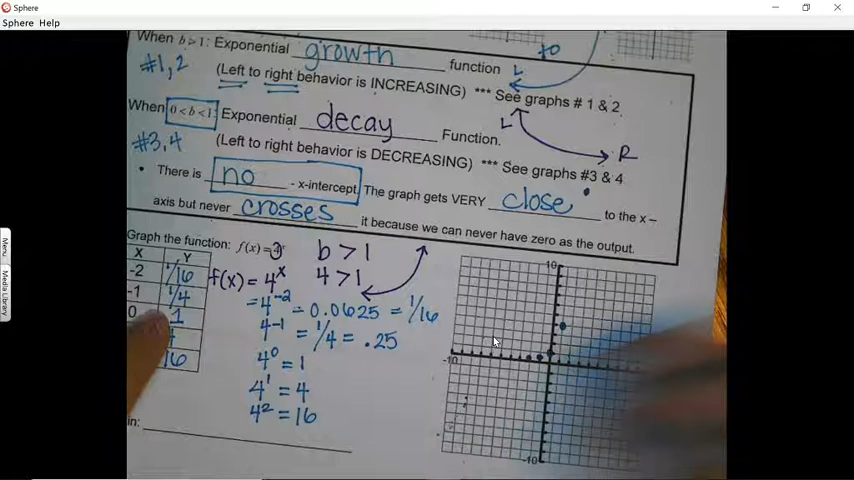 Sphere
Sphere Help
When b > 1: Exponential growth function
#1,2
(Left to right behavior is INCREASING) *** See graphs # 1 & 2
L
When 0 < b < 1: Exponential decay Function.
L
R
#3,4
(Left to right behavior is DECREASING) *** See graphs #3 & 4
• There is no - x-intercept. The graph gets VERY close to the x –
axis but never crosses it because we can never have zero as the output.
Graph the function: f(x) = 4ˣ b > 1
X Y
-2 1/16
-1 1/4
0 1
4
16
f(x) = 4ˣ 4 > 1
= 4⁻² = 0.0625 = 1/16
4⁻¹ = 1/4 = .25
4⁰ = 1
4¹ = 4
4² = 16
10
-10
-10
in:
Menu
Media Library